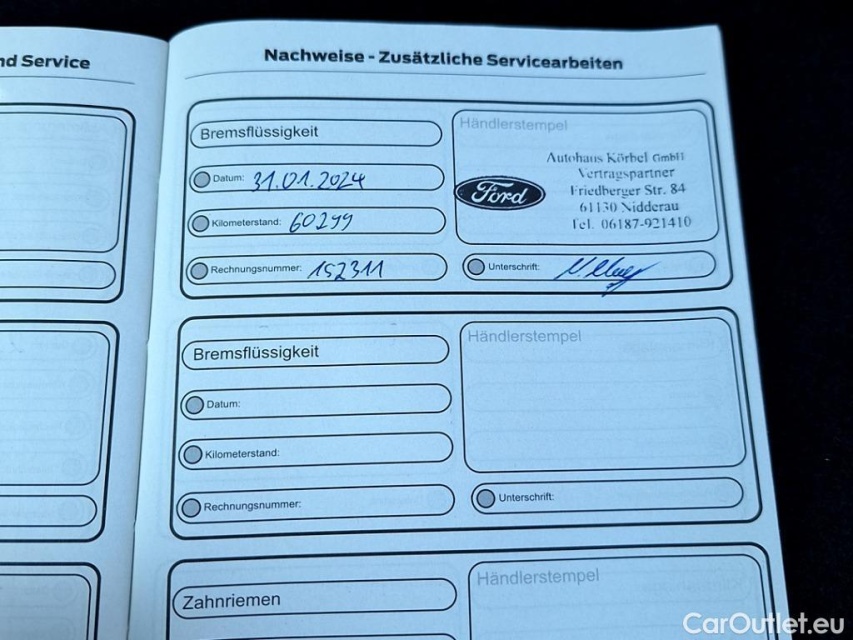 nd Service
Nachweise - Zusätzliche Servicearbeiten
Bremsflüssigkeit
Datum: 31.01.2024
Kilometerstand: 60299
Rechnungsnummer: 152311
Händlerstempel
Ford
Autohaus Körbel GmbH
Vertragspartner
Friedberger Str. 84
61130 Nidderau
Tel. 06187-921410
Unterschrift:
Bremsflüssigkeit
Datum:
Kilometerstand:
Rechnungsnummer:
Händlerstempel
Unterschrift:
Zahnriemen
Händlerstempel
CarOutlet.eu